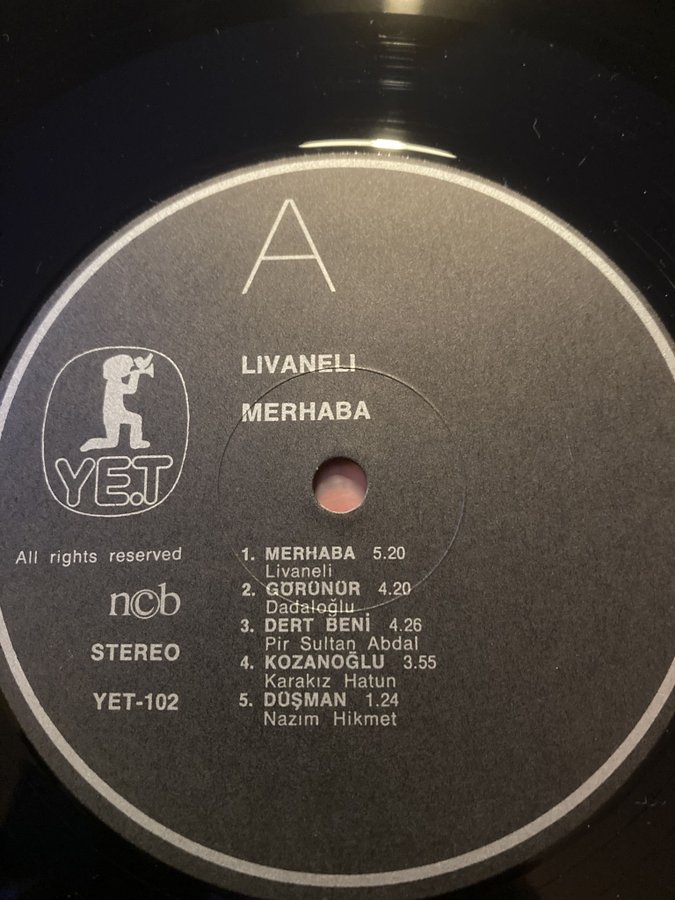 A
LIVANELI
MERHABA
YE.T
All rights reserved
n©b
STEREO
YET-102
1. MERHABA 5.20
Livaneli
2. GÖRÜNÜR 4.20
Dadaloğlu
3. DERT BENİ 4.26
Pir Sultan Abdal
4. KOZANOĞLU 3.55
Karakız Hatun
5. DÜŞMAN 1.24
Nazım Hikmet